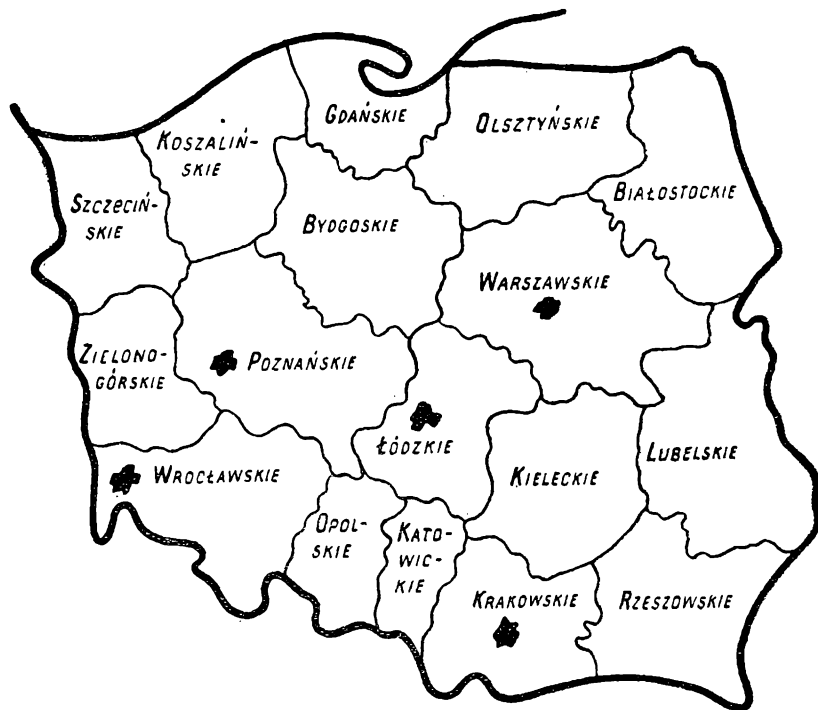 GDAŃSKIE
OLSZTYŃSKIE
KOSZALIŃ-
SKIE
BIAŁOSTOCKIE
SZCZECIŃ-
SKIE
BYDGOSKIE
WARSZAWSKIE
ZIELONO-
GÓRSKIE
POZNAŃSKIE
ŁÓDZKIE
LUBELSKIE
KIELECKIE
WROCŁAWSKIE
OPOL-
SKIE
KATO-
WIC-
KIE
KRAKOWSKIE
RZESZOWSKIE